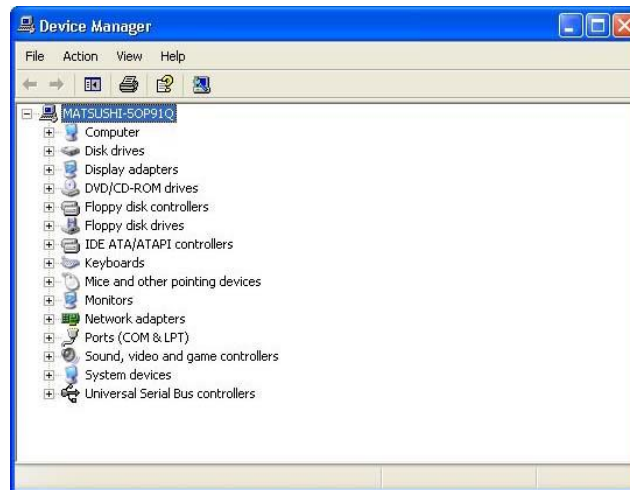 Device Manager
File Action View Help
MATSUSHI-5OP91Q
Computer
Disk drives
Display adapters
DVD/CD-ROM drives
Floppy disk controllers
Floppy disk drives
IDE ATA/ATAPI controllers
Keyboards
Mice and other pointing devices
Monitors
Network adapters
Ports (COM & LPT)
Sound, video and game controllers
System devices
Universal Serial Bus controllers